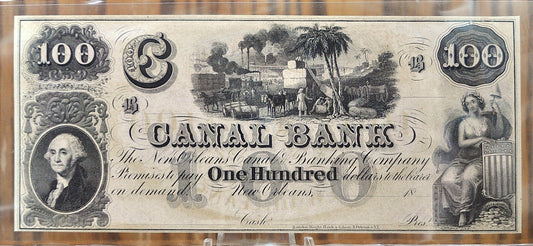 100
C
100
B
B
CANAL BANK
The New Orleans Canal & Banking Company
Promises to pay One Hundred dollars to the bearer
on demand. New Orleans, 18
Cash. Pres.